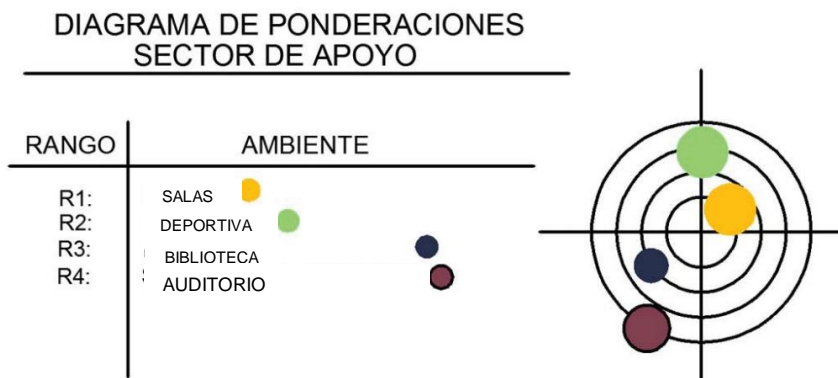 DIAGRAMA DE PONDERACIONES
SECTOR DE APOYO
RANGO AMBIENTE
R1: SALAS
R2: DEPORTIVA
R3: BIBLIOTECA
R4: AUDITORIO